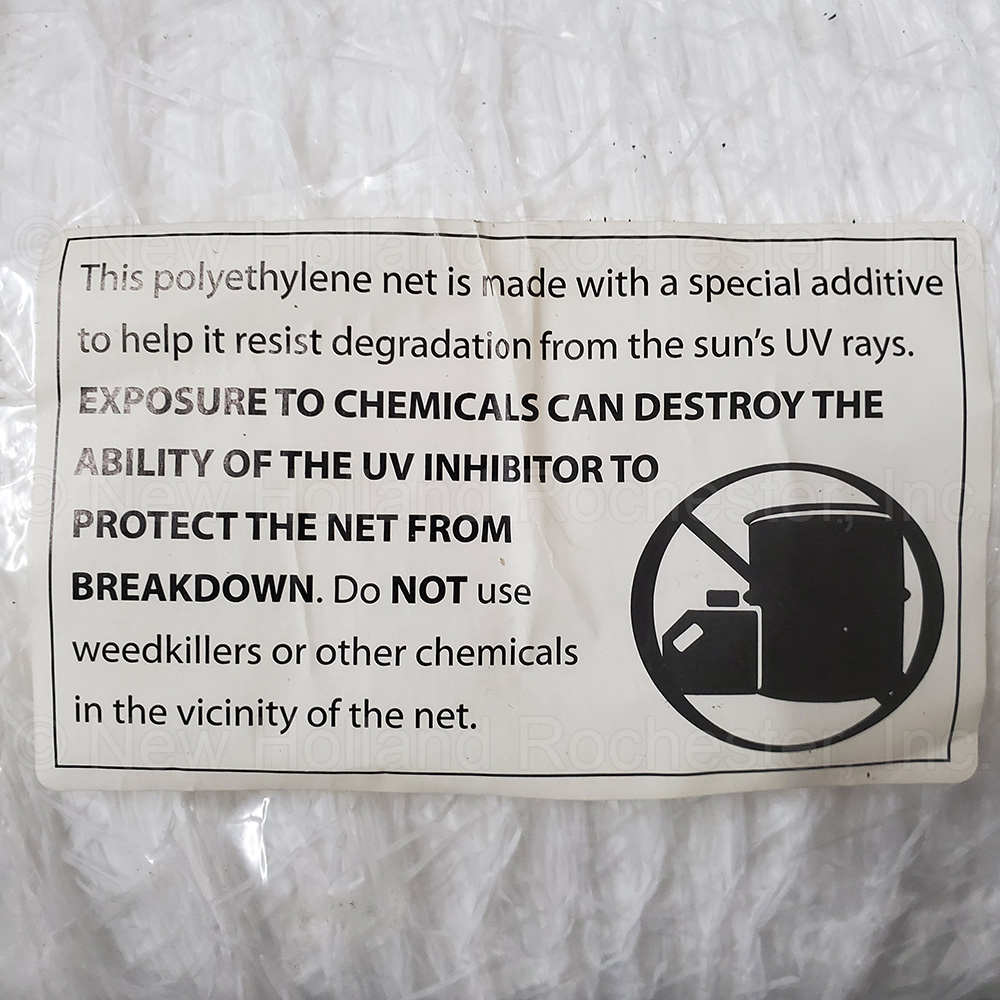 © New Holland Rochester, Inc.
This polyethylene net is made with a special additive
to help it resist degradation from the sun's UV rays.
EXPOSURE TO CHEMICALS CAN DESTROY THE
ABILITY OF THE UV INHIBITOR TO
© New Holland Rochester, Inc.
PROTECT THE NET FROM
BREAKDOWN. Do NOT use
weedkillers or other chemicals
in the vicinity of the net.
© New Holland Rochester, Inc.